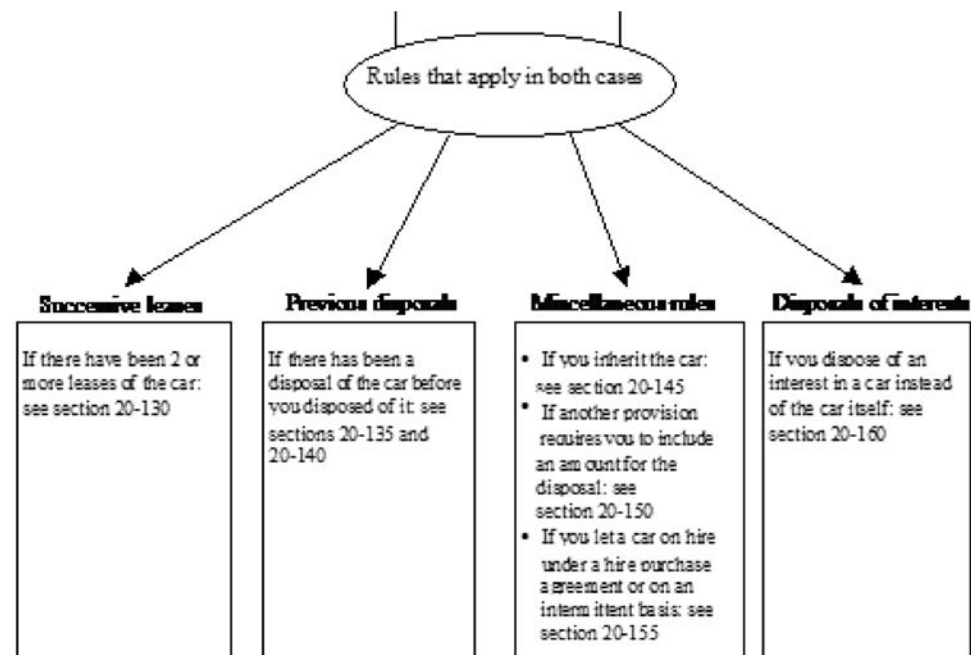 Rules that apply in both cases
Successive leases
If there have been 2 or
more leases of the car:
see section 20-130
Previous disposals
If there has been a
disposal of the car before
you disposed of it: see
sections 20-135 and
20-140
Miscellaneous rules
• If you inherit the car:
see section 20-145
• If another provision
requires you to include
an amount for the
disposal: see
section 20-150
• If you let a car on hire
under a hire purchase
agreement or on an
intermittent basis: see
section 20-155
Disposals of interests
If you dispose of an
interest in a car instead
of the car itself: see
section 20-160